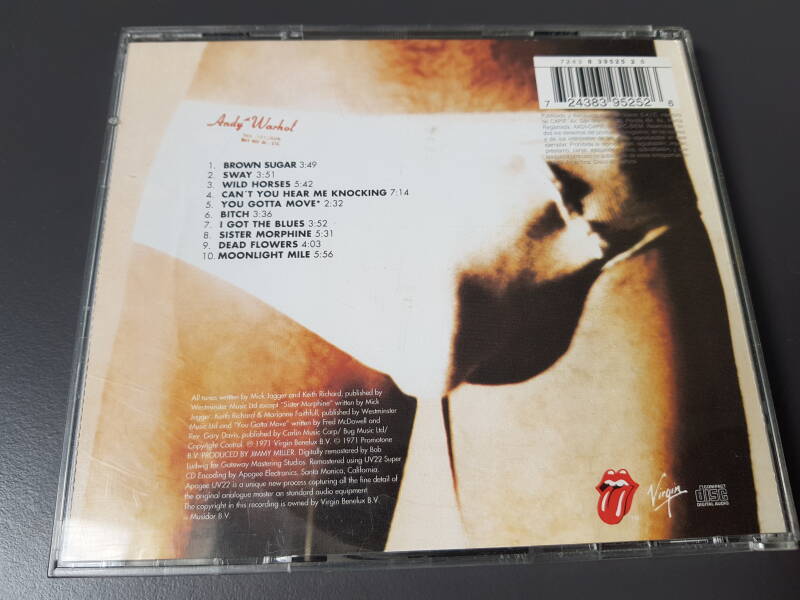 7243 8 39525 2 6
7 24383 95252 6
Andy Warhol
1. BROWN SUGAR 3:49
2. SWAY 3:51
3. WILD HORSES 5:42
4. CAN'T YOU HEAR ME KNOCKING 7:14
5. YOU GOTTA MOVE* 2:32
6. BITCH 3:36
7. I GOT THE BLUES 3:52
8. SISTER MORPHINE 5:31
9. DEAD FLOWERS 4:03
10. MOONLIGHT MILE 5:56
All tunes written by Mick Jagger and Keith Richard, published by
Westminster Music Ltd except "Sister Morphine" written by Mick
Jagger, Keith Richard & Marianne Faithfull, published by Westminster
Music Ltd and "You Gotta Move" written by Fred McDowell and
Rev. Gary Davis, published by Carlin Music Corp/ Bug Music Ltd/
Copyright Control. ℗ 1971 Virgin Benelux B.V. © 1971 Promotone
B.V. PRODUCED BY JIMMY MILLER. Digitally remastered by Bob
Ludwig for Gateway Mastering Studios. Remastered using UV22 Super
CD Encoding by Apogee Electronics, Santa Monica, California.
Apogee UV22 is a unique new process capturing all the fine detail of
the original analogue master on standard audio equipment.
The copyright in this recording is owned by Virgin Benelux B.V.
– Musidor B.V.
Virgin
COMPACT
disc
DIGITAL AUDIO